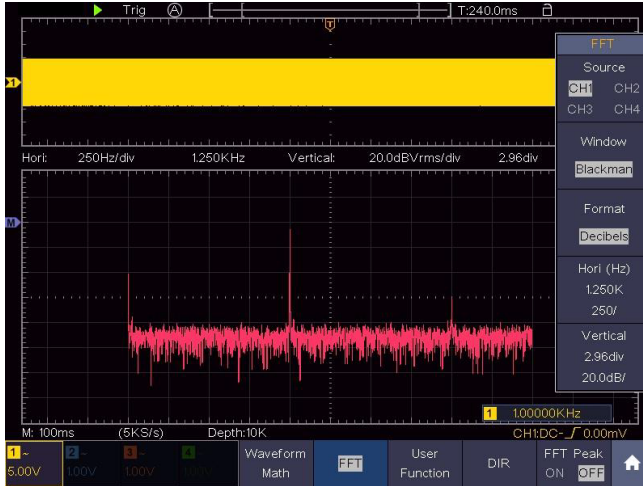 Trig A T:240.0ms
T
1
Hori: 250Hz/div 1.250KHz Vertical: 20.0dBVrms/div 2.96div
M
FFT
Source
CH1 CH2
CH3 CH4
Window
Blackman
Format
Decibels
Hori (Hz)
1.250K
250/
Vertical
2.96div
20.0dB/
1 1.00000KHz
M: 100ms (5KS/s) Depth:10K CH1:DC- 0.00mV
1 ~ 2 ~ 3 ~ 4 ~
5.00V 1.00V 1.00V
Waveform
Math
FFT
User
Function
DIR
FFT Peak
ON OFF